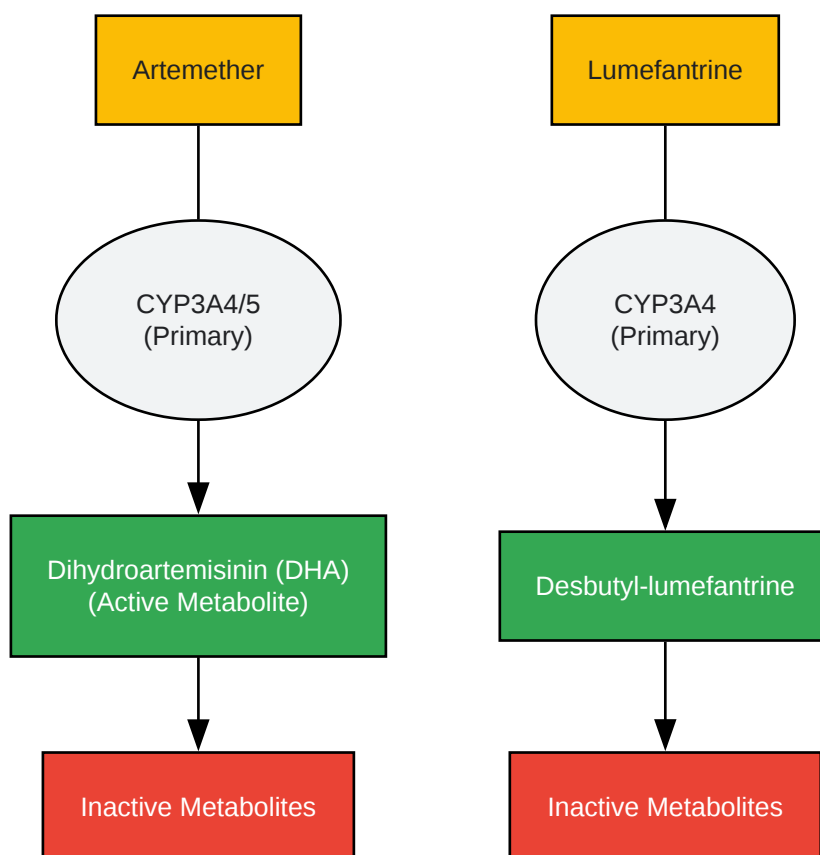 Artemether
Lumefantrine
CYP3A4/5
(Primary)
CYP3A4
(Primary)
Dihydroartemisinin (DHA)
(Active Metabolite)
Desbutyl-lumefantrine
Inactive Metabolites
Inactive Metabolites